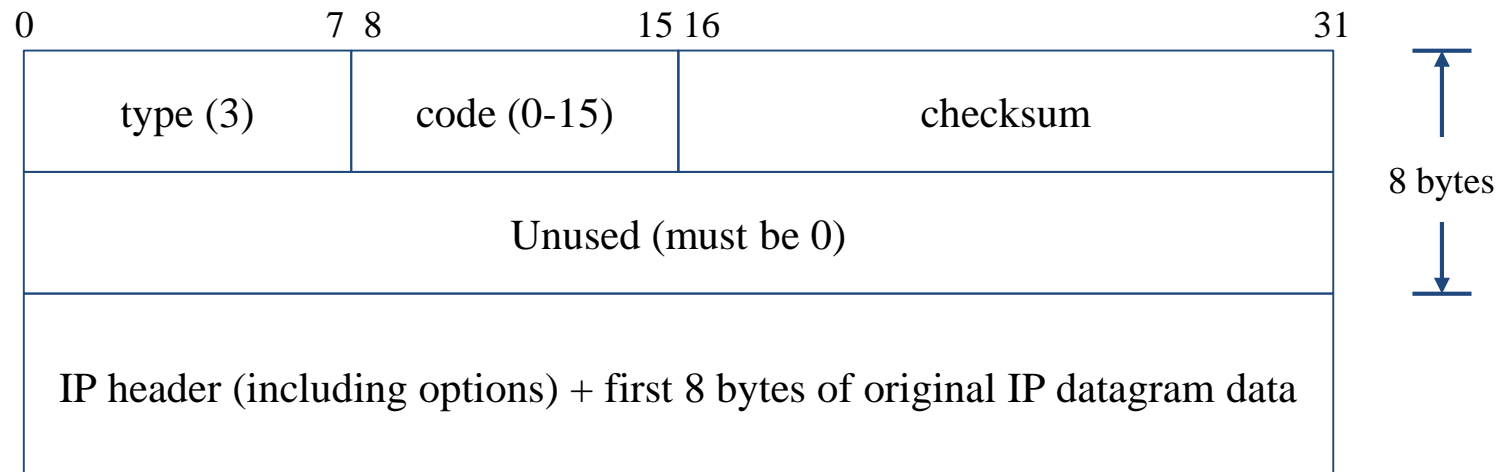 0 7 8 15 16 31
type (3) code (0-15) checksum
8 bytes
Unused (must be 0)
IP header (including options) + first 8 bytes of original IP datagram data